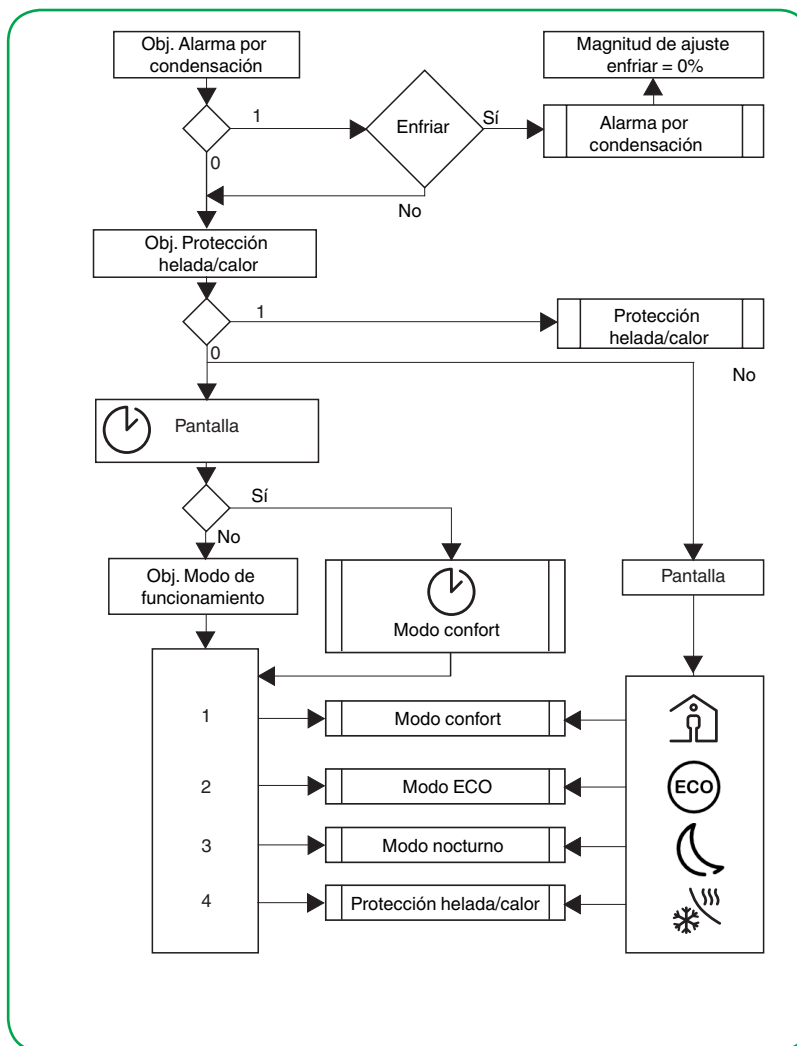 Obj. Alarma por
condensación
Magnitud de ajuste
enfriar = 0%
1
Enfriar
Sí
Alarma por
condensación
0
No
Obj. Protección
helada/calor
1
Protección
helada/calor
0
No
Pantalla
Sí
No
Obj. Modo de
funcionamiento
Modo confort
Pantalla
1
Modo confort
2
Modo ECO
ECO
3
Modo nocturno
4
Protección helada/calor